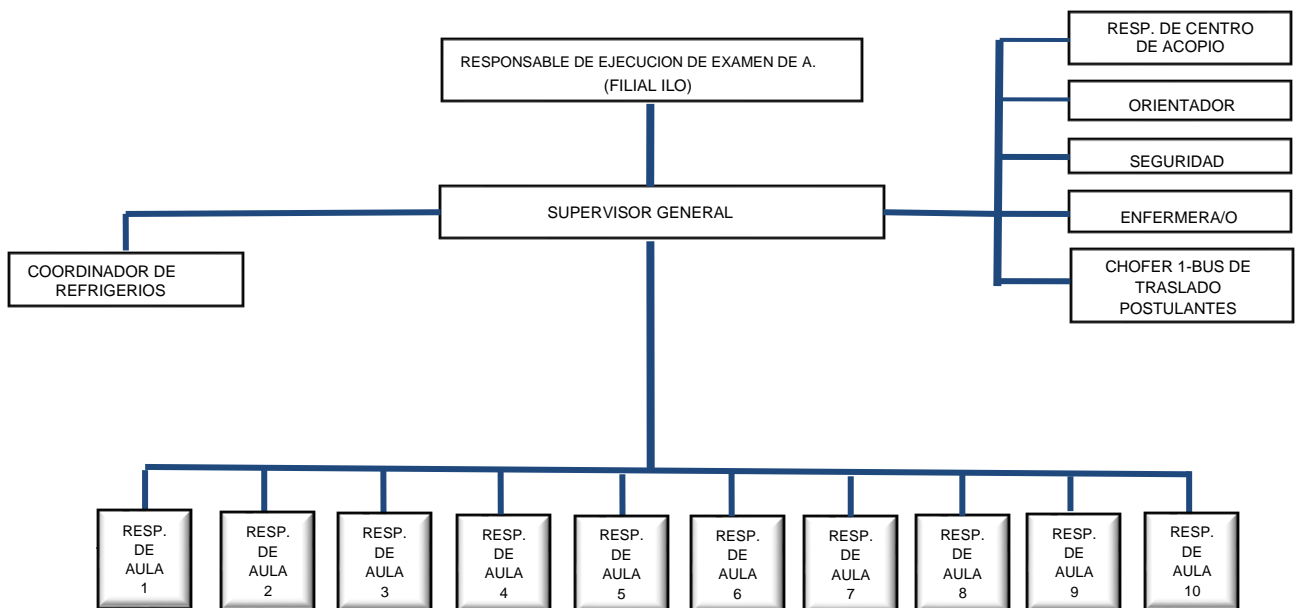 RESPONSABLE DE EJECUCION DE EXAMEN DE A.
(FILIAL ILO)
RESP. DE CENTRO
DE ACOPIO
ORIENTADOR
SEGURIDAD
SUPERVISOR GENERAL
ENFERMERA/O
COORDINADOR DE
REFRIGERIOS
CHOFER 1-BUS DE
TRASLADO
POSTULANTES
RESP.
DE
AULA
1
RESP.
DE
AULA
2
RESP.
DE
AULA
3
RESP.
DE
AULA
4
RESP.
DE
AULA
5
RESP.
DE
AULA
6
RESP.
DE
AULA
7
RESP.
DE
AULA
8
RESP.
DE
AULA
9
RESP.
DE
AULA
10